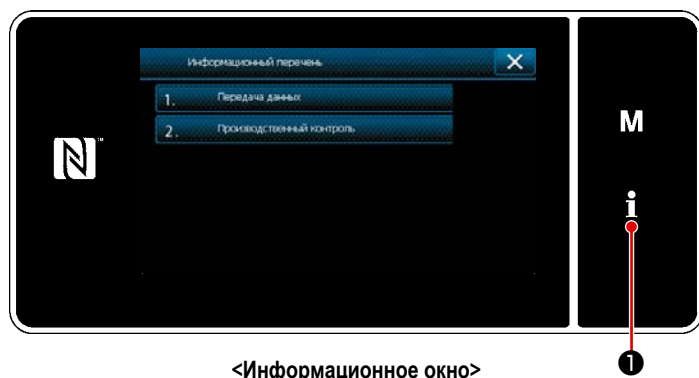 Информационный перечень
1. Передача данных
2. Производственный контроль
M
i
<Информационное окно>
❶